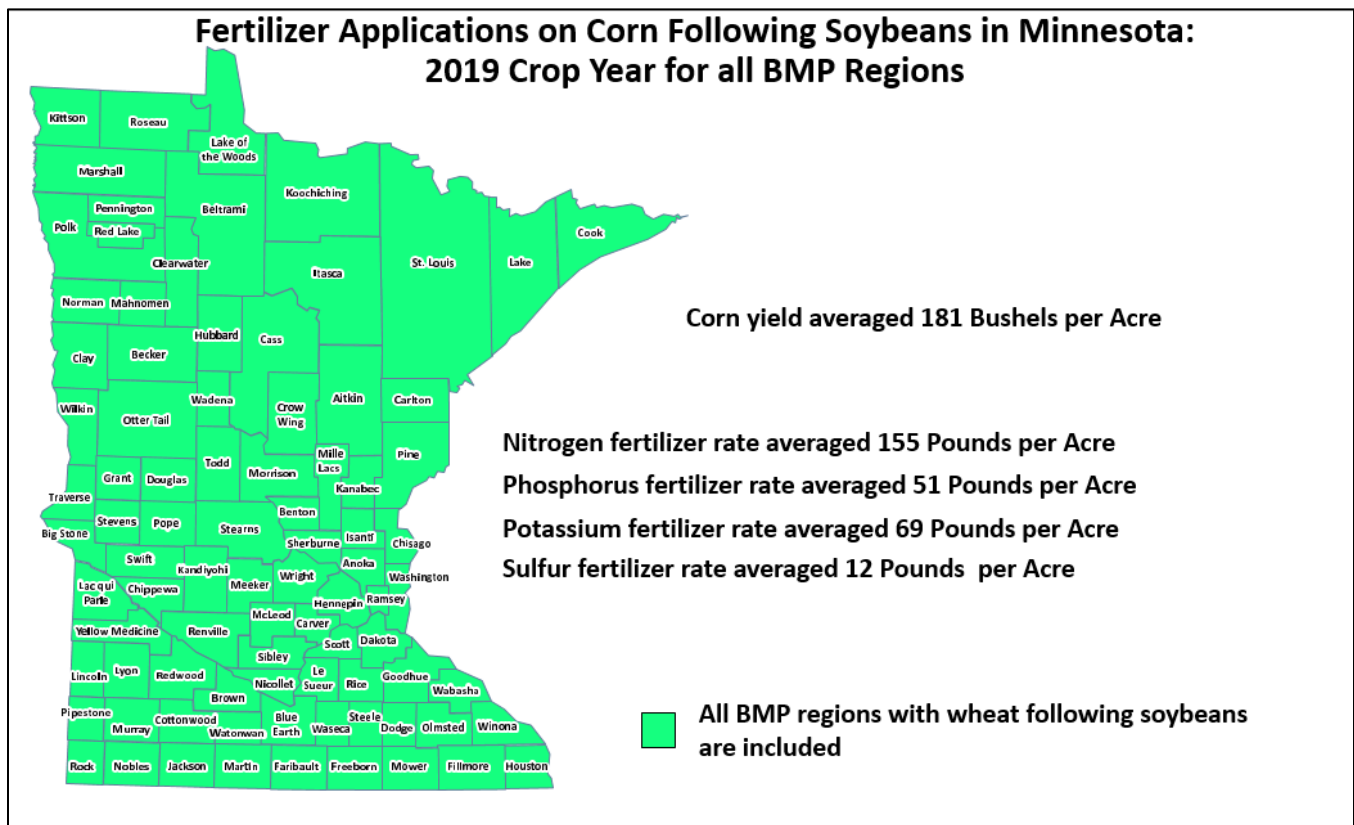 Fertilizer Applications on Corn Following Soybeans in Minnesota:
2019 Crop Year for all BMP Regions
Kittson
Roseau
Lake of
the Woods
Marshall
Koochiching
Pennington
Beltrami
Polk
Red Lake
Cook
Clearwater
St. Louis
Lake
Itasca
Norman
Mahnomen
Corn yield averaged 181 Bushels per Acre
Hubbard
Cass
Clay
Becker
Wadena
Aitkin
Carlton
Wilkin
Crow
Wing
Otter Tail
Nitrogen fertilizer rate averaged 155 Pounds per Acre
Mille
Lacs
Pine
Todd
Morrison
Grant
Douglas
Phosphorus fertilizer rate averaged 51 Pounds per Acre
Kanabec
Traverse
Benton
Stevens
Pope
Stearns
Potassium fertilizer rate averaged 69 Pounds per Acre
Big Stone
Isanti
Sherburne
Chisago
Swift
Kandiyohi
Anoka
Sulfur fertilizer rate averaged 12 Pounds per Acre
Wright
Washington
Meeker
Lac qui
Parle
Chippewa
Hennepin
Ramsey
McLeod
Carver
Yellow Medicine
Renville
Scott
Dakota
Sibley
Lyon
Lincoln
Redwood
Nicollet
Le
Sueur
Rice
Goodhue
Wabasha
Brown
Pipestone
Murray
Cottonwood
Watonwan
Blue
Earth
Waseca
Steele
Dodge
Olmsted
Winona
All BMP regions with wheat following soybeans
are included
Rock
Nobles
Jackson
Martin
Faribault
Freeborn
Mower
Fillmore
Houston